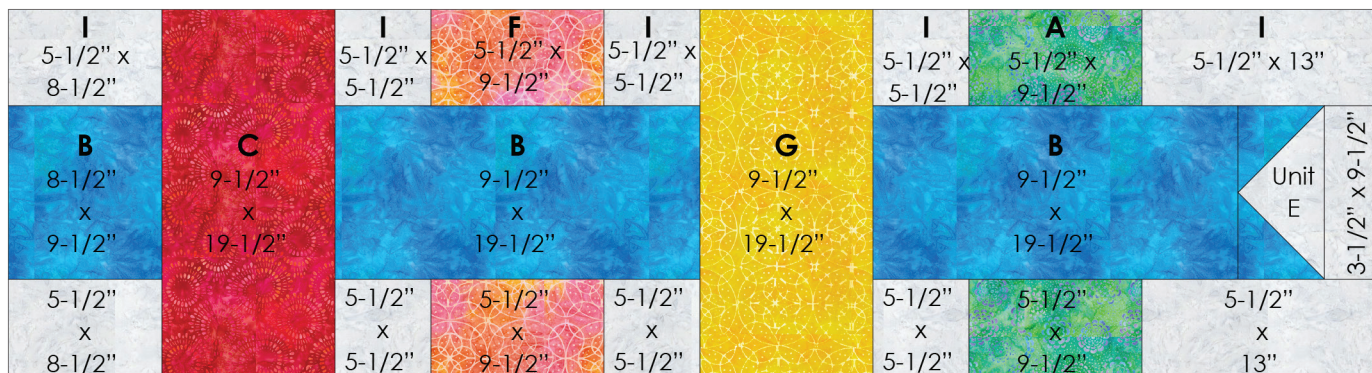 I
5-1/2” x
8-1/2”
I
5-1/2” x
5-1/2”
F
5-1/2” x
9-1/2”
I
5-1/2” x
5-1/2”
I
5-1/2” x
5-1/2”
A
5-1/2” x
9-1/2”
I
5-1/2” x 13”
B
8-1/2”
x
9-1/2”
C
9-1/2”
x
19-1/2”
B
9-1/2”
x
19-1/2”
G
9-1/2”
x
19-1/2”
B
9-1/2”
x
19-1/2”
Unit
E
3-1/2” x 9-1/2”
5-1/2”
x
8-1/2”
5-1/2”
x
5-1/2”
5-1/2”
x
9-1/2”
5-1/2”
x
5-1/2”
5-1/2”
x
5-1/2”
5-1/2”
x
9-1/2”
5-1/2”
x
13”